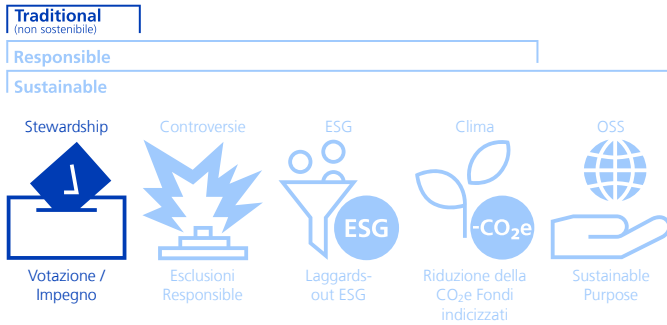 Traditional
(non sostenibile)
Responsible
Sustainable
Stewardship
Controversie
ESG
Clima
OSS
ESG
-CO₂e
Votazione /
Impegno
Esclusioni
Responsible
Laggards-
out ESG
Riduzione della
CO₂e Fondi
indicizzati
Sustainable
Purpose